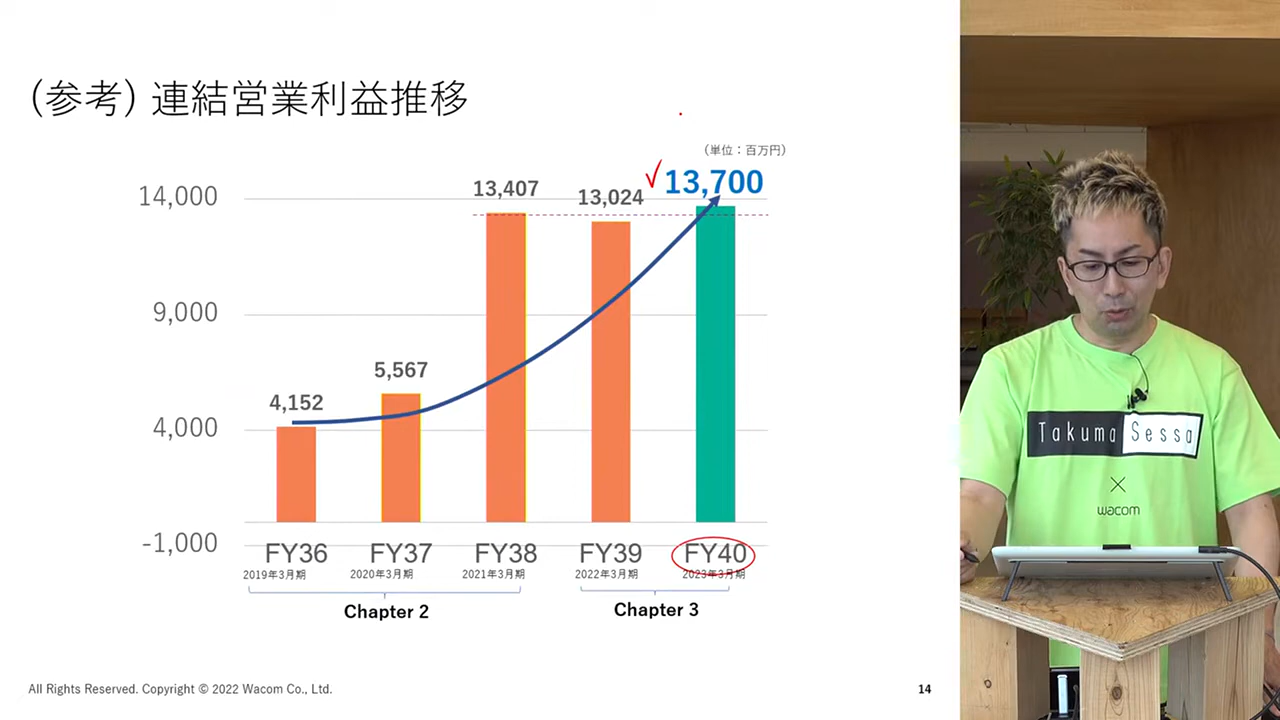 (参考) 連結営業利益推移
(単位：百万円)
14,000
9,000
4,000
-1,000
4,152
5,567
13,407
13,024
13,700
FY36 FY37 FY38 FY39 FY40
2019年3月期 2020年3月期 2021年3月期 2022年3月期 2023年3月期
Chapter 2 Chapter 3
All Rights Reserved. Copyright © 2022 Wacom Co., Ltd.
14
Takuma Sessa
×
wacom